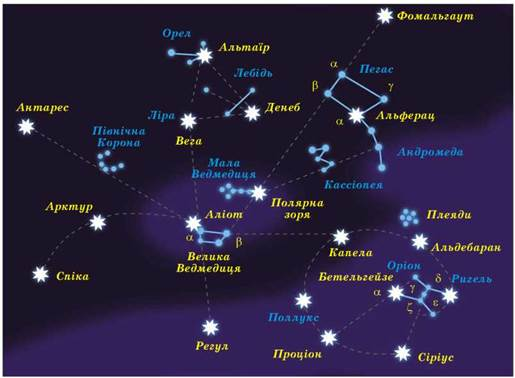 Фомальгаут
Орел
Альтаїр
Лебідь
α
Пегас
β
γ
Антарес
Ліра
Денеб
α
Альферац
Північна
Корона
Вега
Мала
Ведмедиця
Андромеда
Кассіопея
Арктур
Аліот
Полярна
зоря
Плеяди
α
β
Велика
Ведмедиця
Капела
Альдебаран
Спіка
Бетельгейзе
Оріон
δ
Ригель
α
γ
ζ
ε
Поллукс
Регул
Проціон
Сіріус